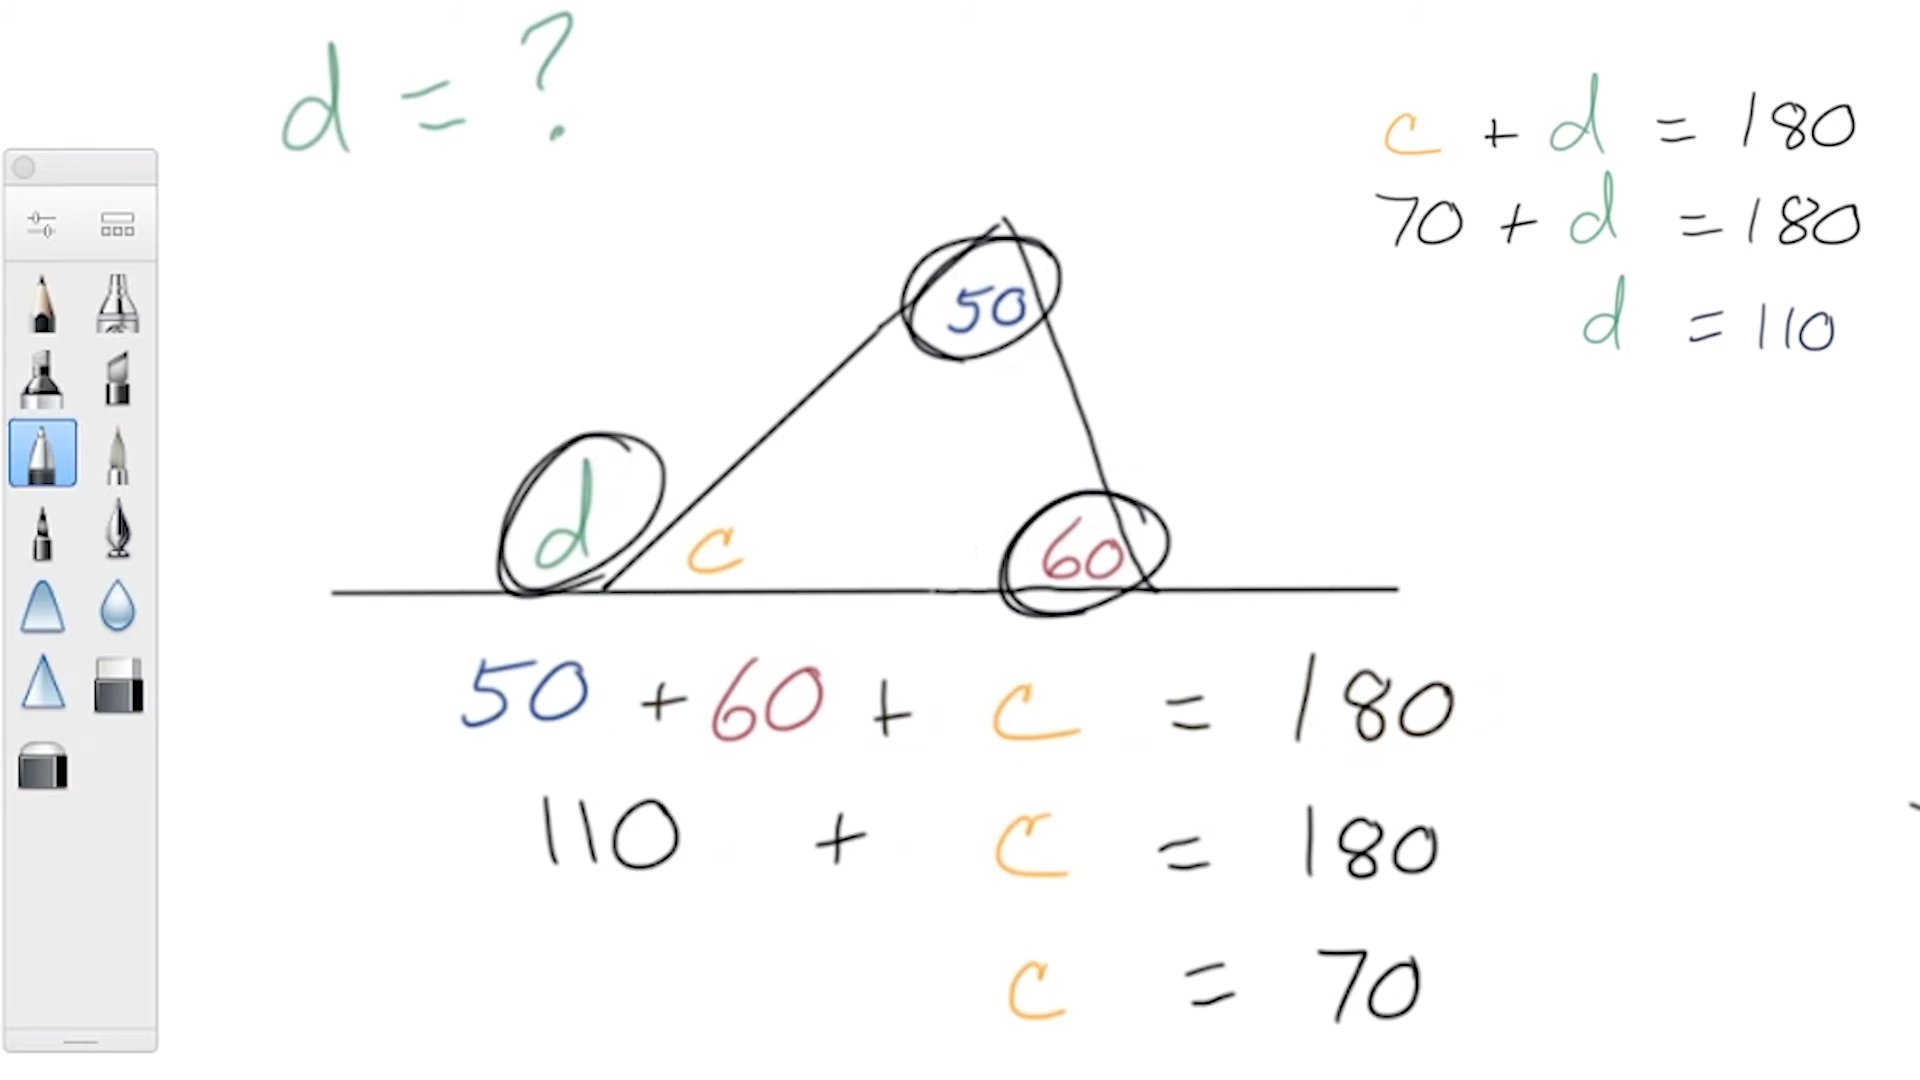 d = ?
c + d = 180
70 + d = 180
d = 110
50
d
c
60
50 + 60 + c = 180
110 + c = 180
c = 70